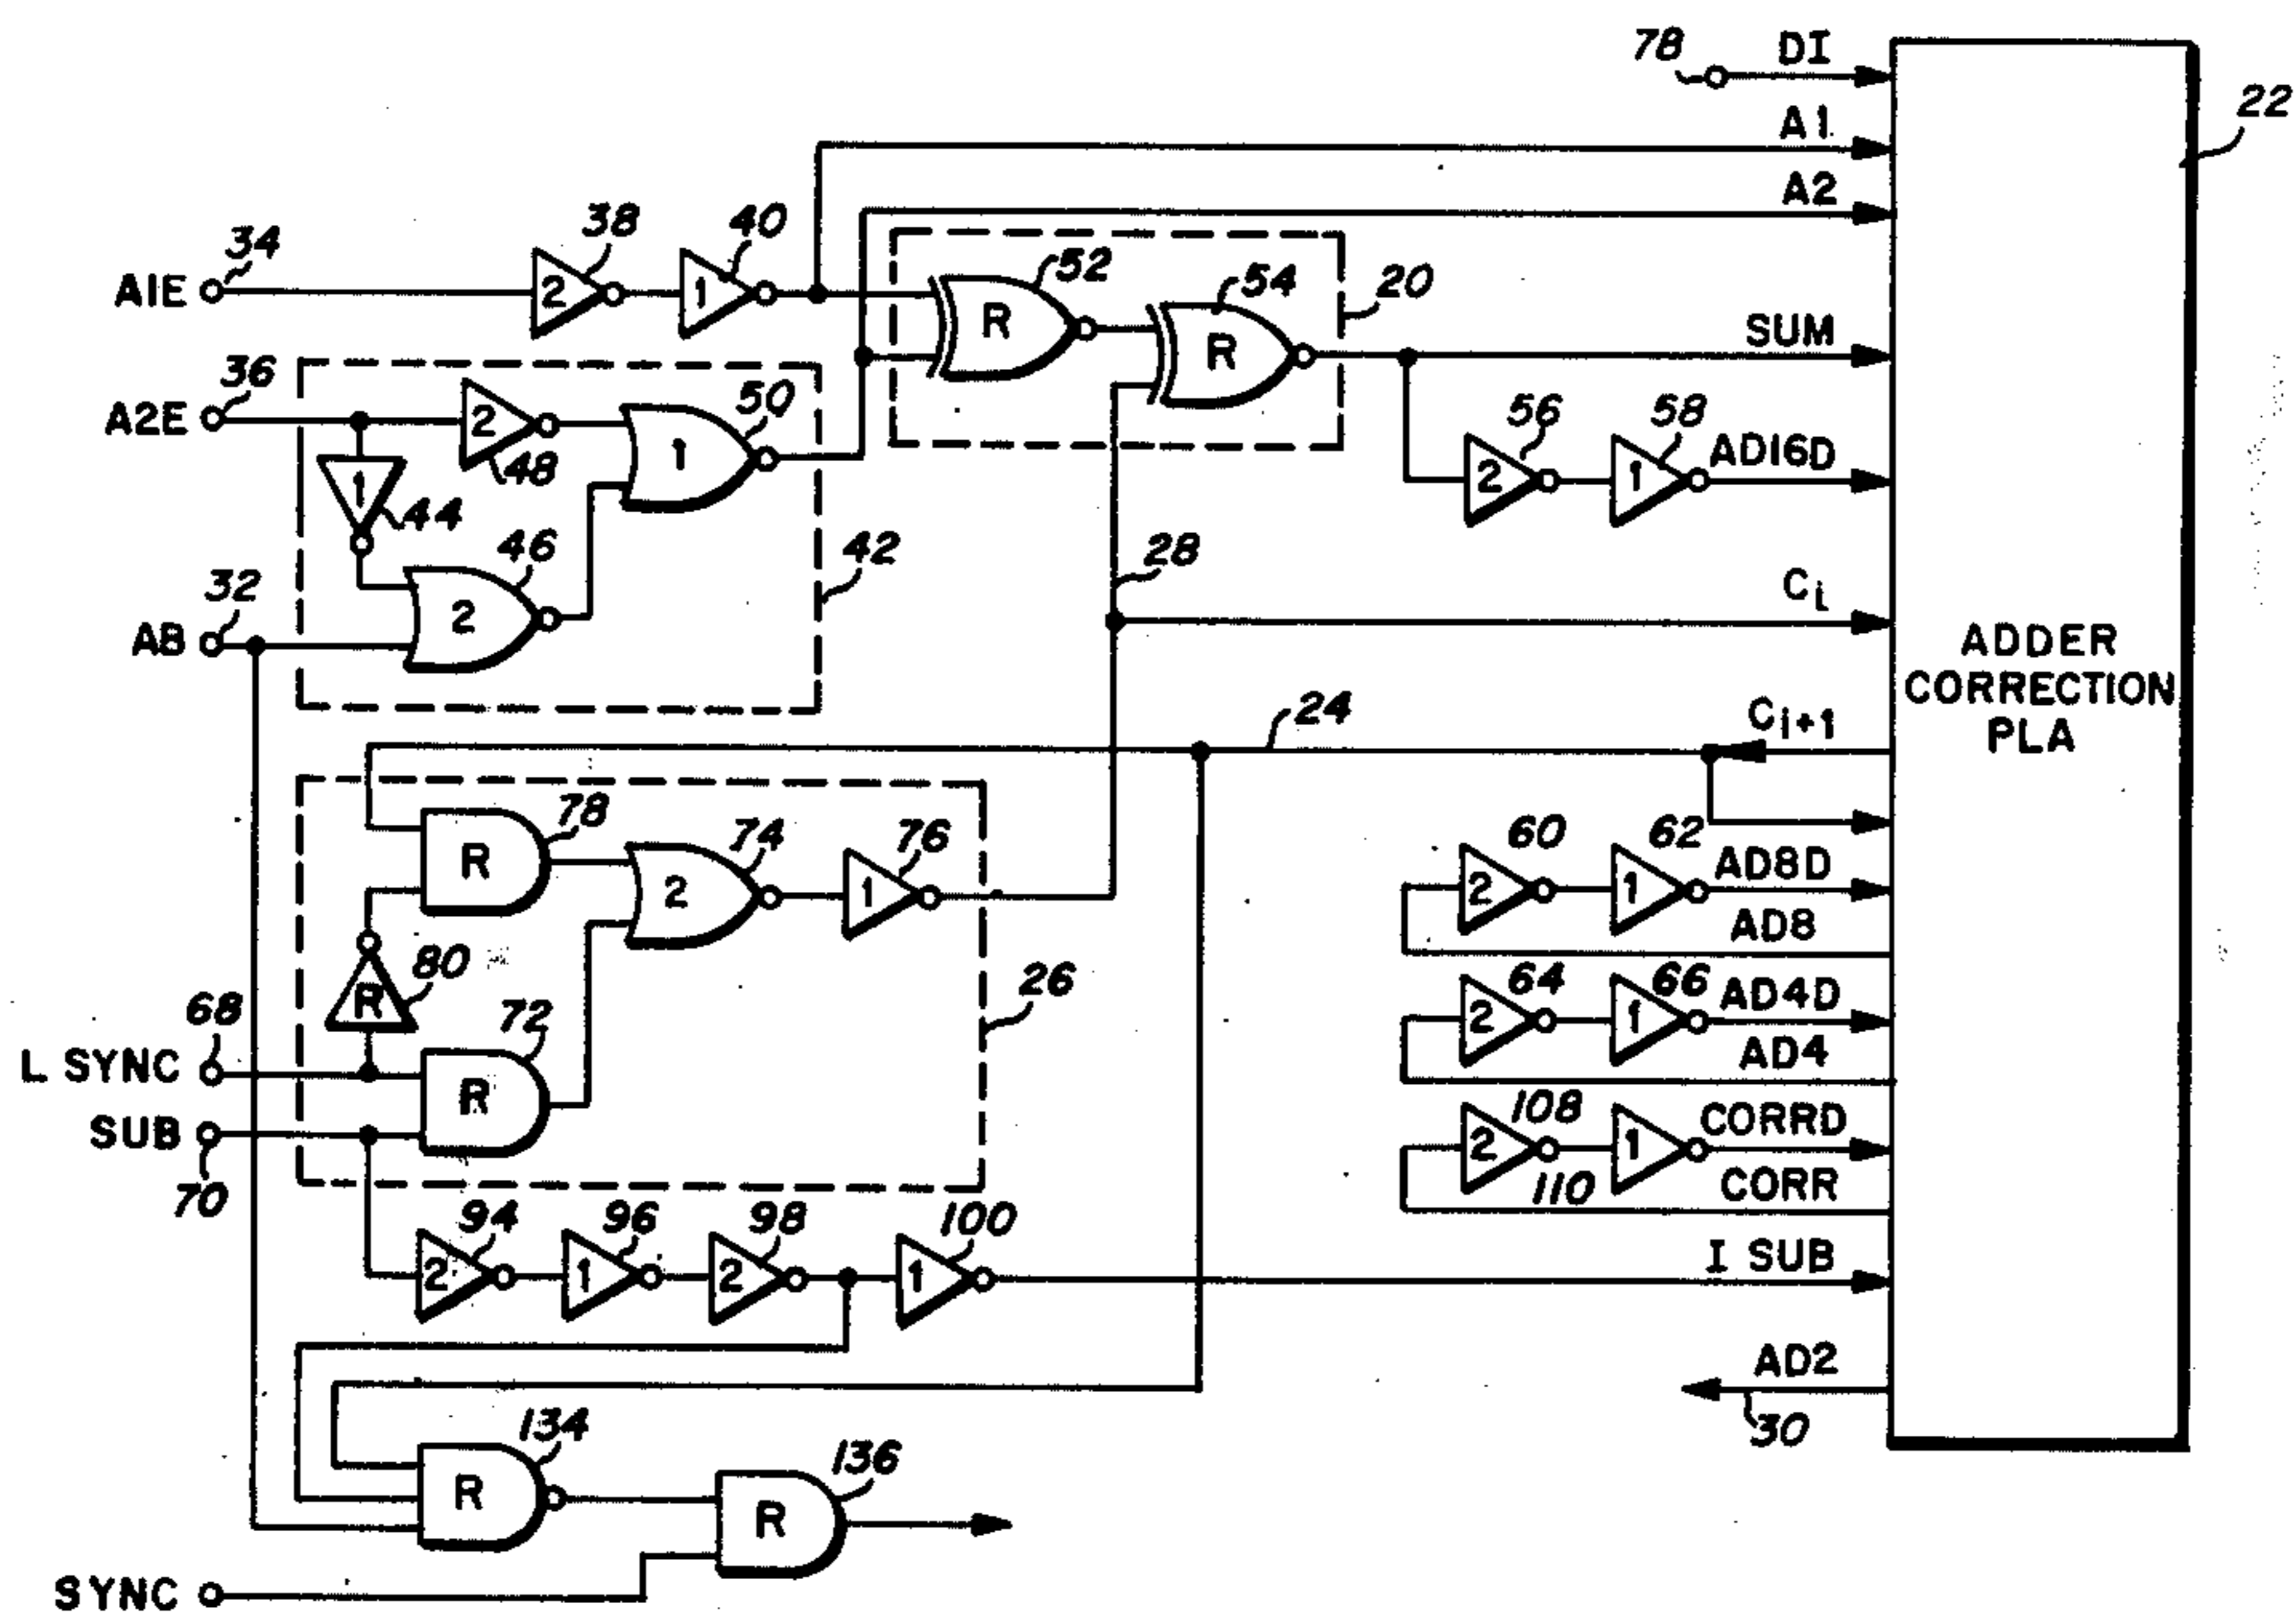 78 DI
22
A1
A2
34 38 40
A1E 2 1
52 54 20
R R
SUM
36 50
A2E 2 48 1
56 58 AD16D
2 1
1 44
46 42 28
32 Ci
AB 2
ADDER
CORRECTION
PLA
24 Ci+1
78 74 76
R 2 1
60 62 AD8D
2 1
AD8
80 26
R
64 66 AD4D
2 1
AD4
68 72
L SYNC R
SUB
70
108 CORRD
2 1
110 CORR
94 96 98 100
2 1 2 1
I SUB
AD2
30
134 136
R R
SYNC